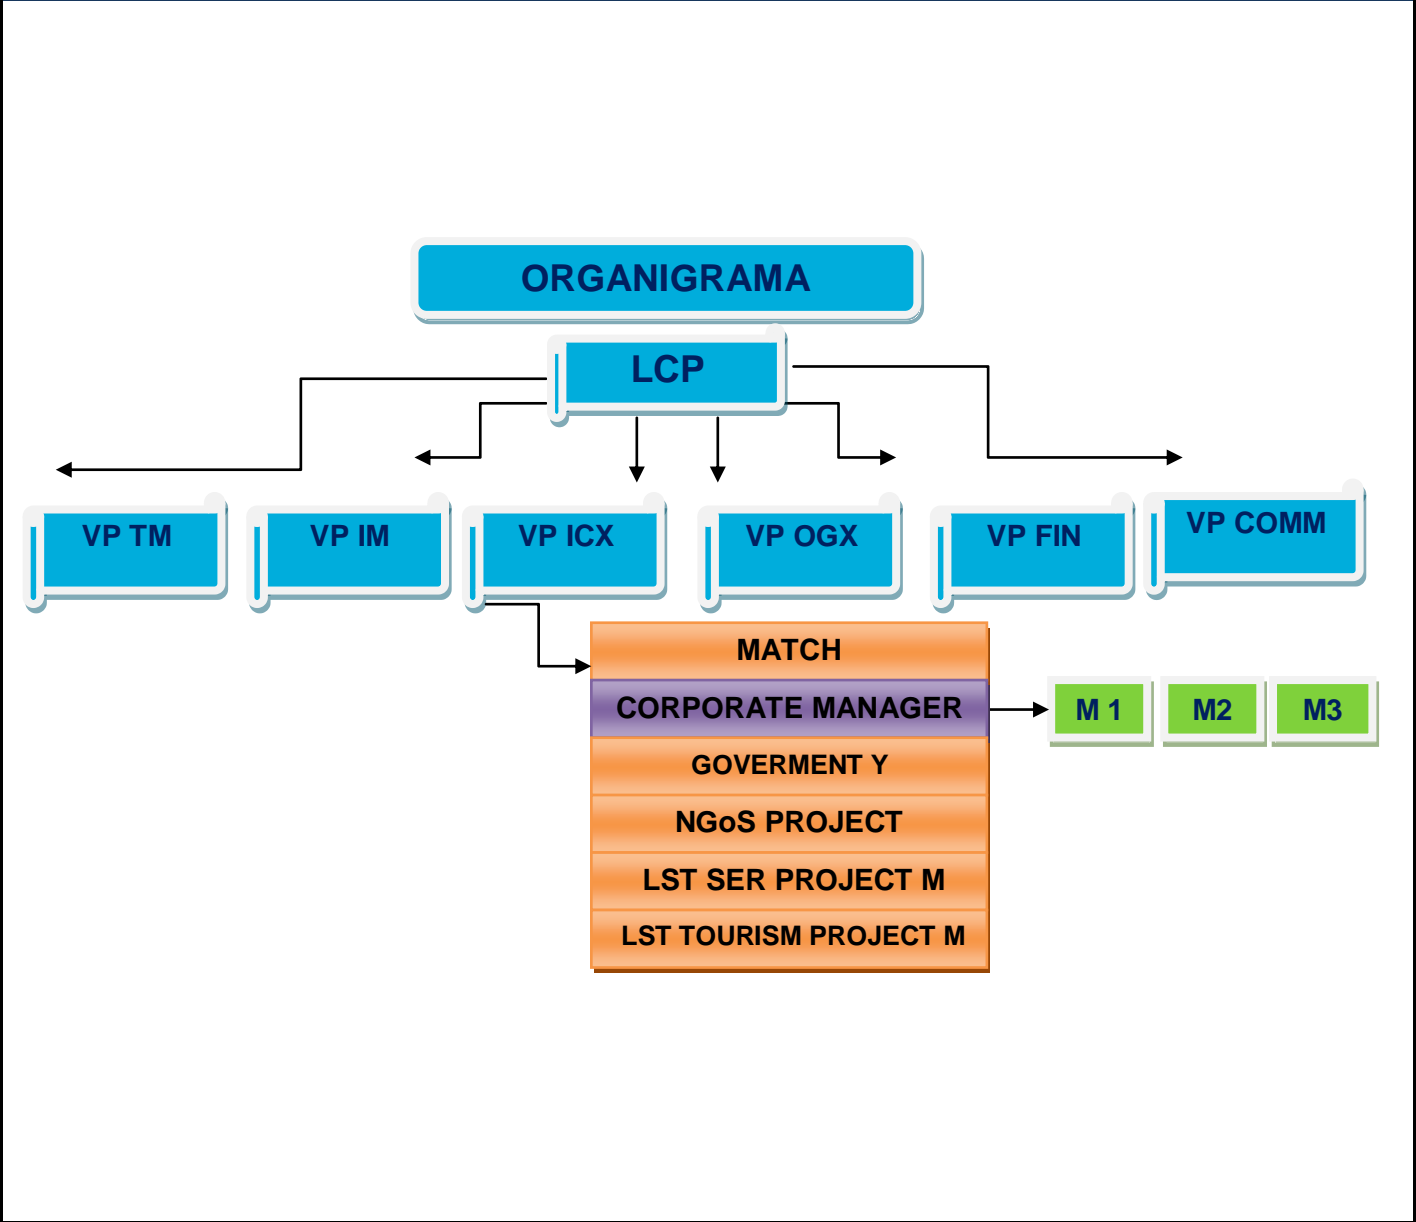 ORGANIGRAMA
LCP
VP TM
VP IM
VP ICX
VP OGX
VP FIN
VP COMM
MATCH
CORPORATE MANAGER
M 1
M2
M3
GOVERMENT Y
NGoS PROJECT
LST SER PROJECT M
LST TOURISM PROJECT M